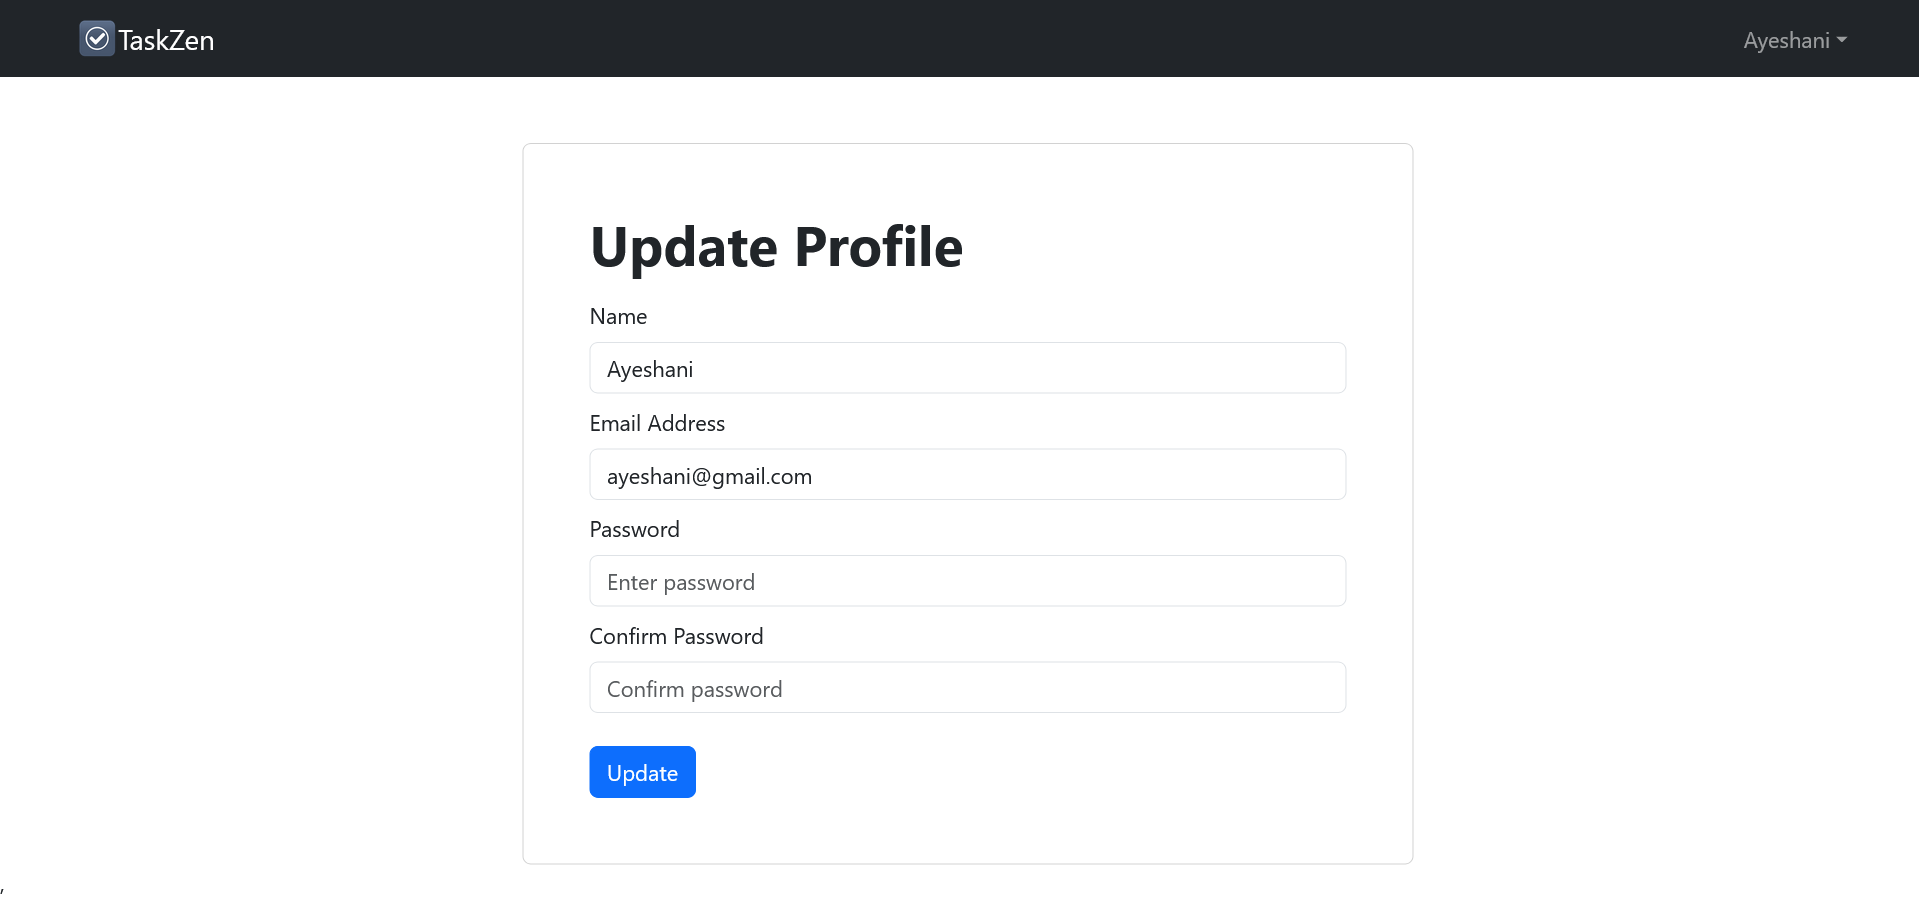 TaskZen
Ayeshani
Update Profile
Name
Ayeshani
Email Address
ayeshani@gmail.com
Password
Enter password
Confirm Password
Confirm password
Update
,